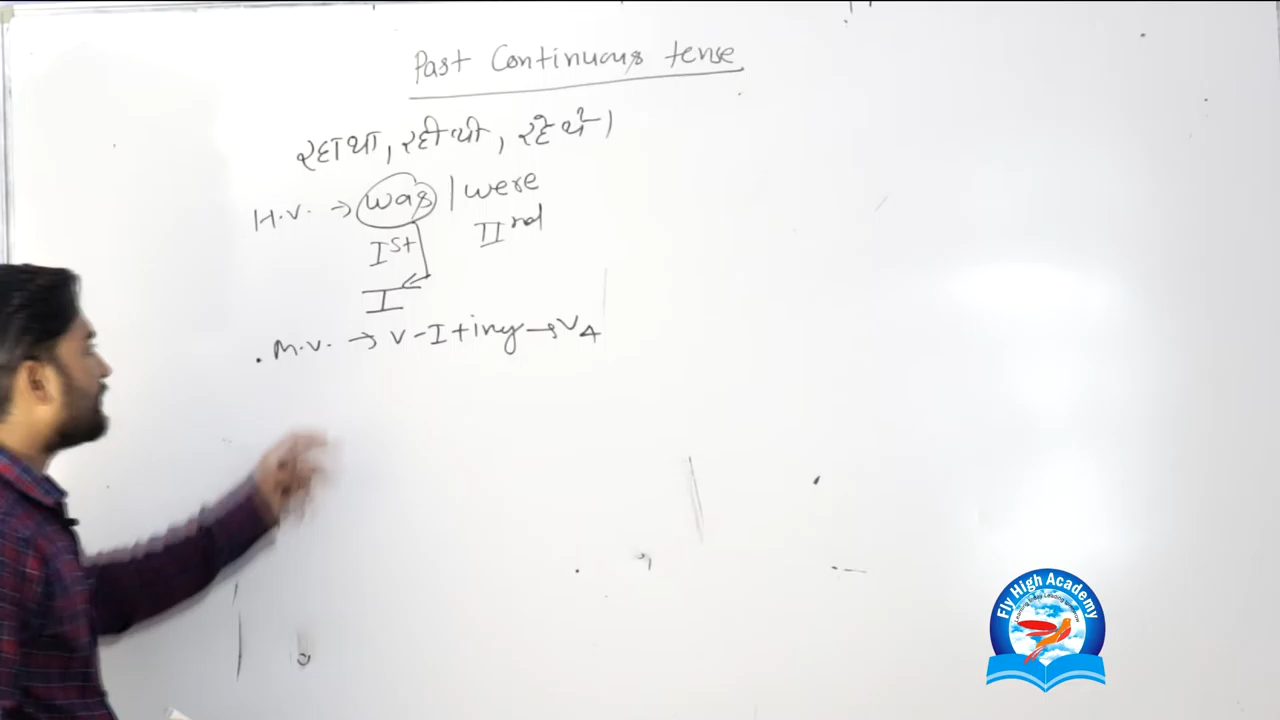 Past Continuous tense
रहा था, रही थी, रहे थे।
H.V. → was | were
Ist IInd
I
. M.V. → V-I + ing → V4
Fly High Academy